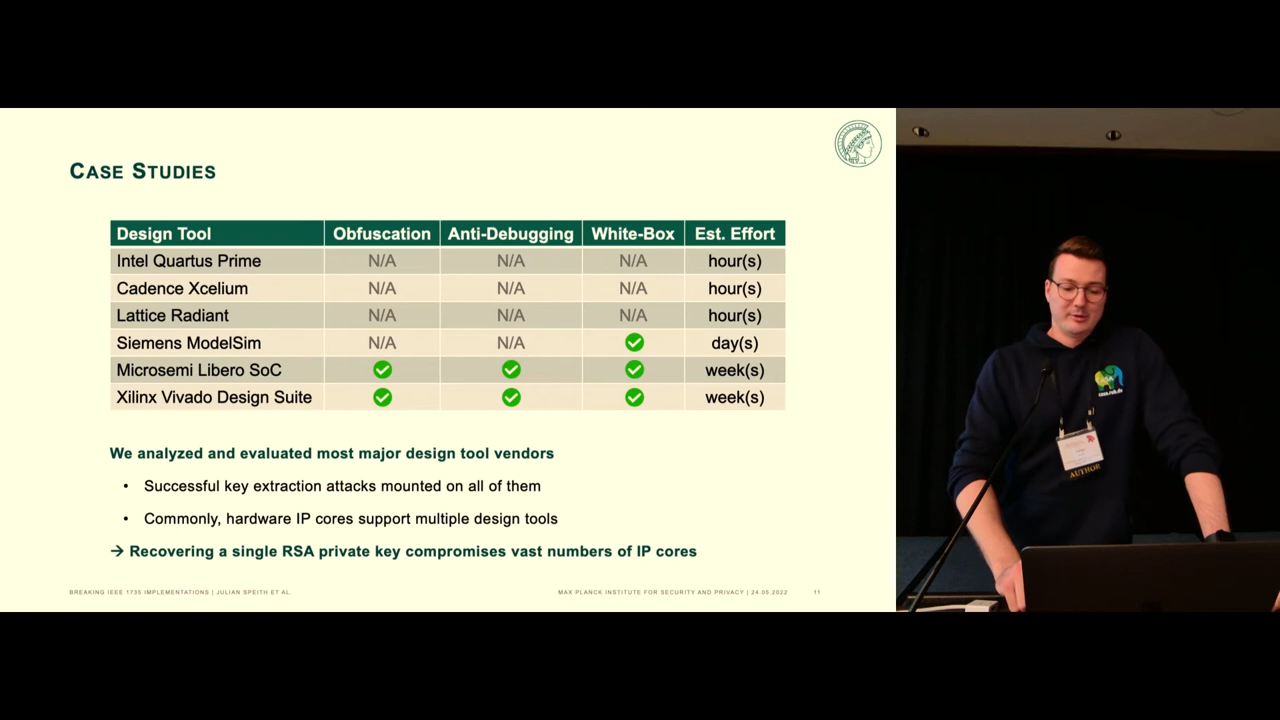 CASE STUDIES
Design Tool Obfuscation Anti-Debugging White-Box Est. Effort
Intel Quartus Prime N/A N/A N/A hour(s)
Cadence Xcelium N/A N/A N/A hour(s)
Lattice Radiant N/A N/A N/A hour(s)
Siemens ModelSim N/A N/A day(s)
Microsemi Libero SoC week(s)
Xilinx Vivado Design Suite week(s)
We analyzed and evaluated most major design tool vendors
• Successful key extraction attacks mounted on all of them
• Commonly, hardware IP cores support multiple design tools
→ Recovering a single RSA private key compromises vast numbers of IP cores
BREAKING IEEE 1735 IMPLEMENTATIONS | JULIAN SPEITH ET AL.
MAX PLANCK INSTITUTE FOR SECURITY AND PRIVACY | 24.05.2022 11
AUTHOR